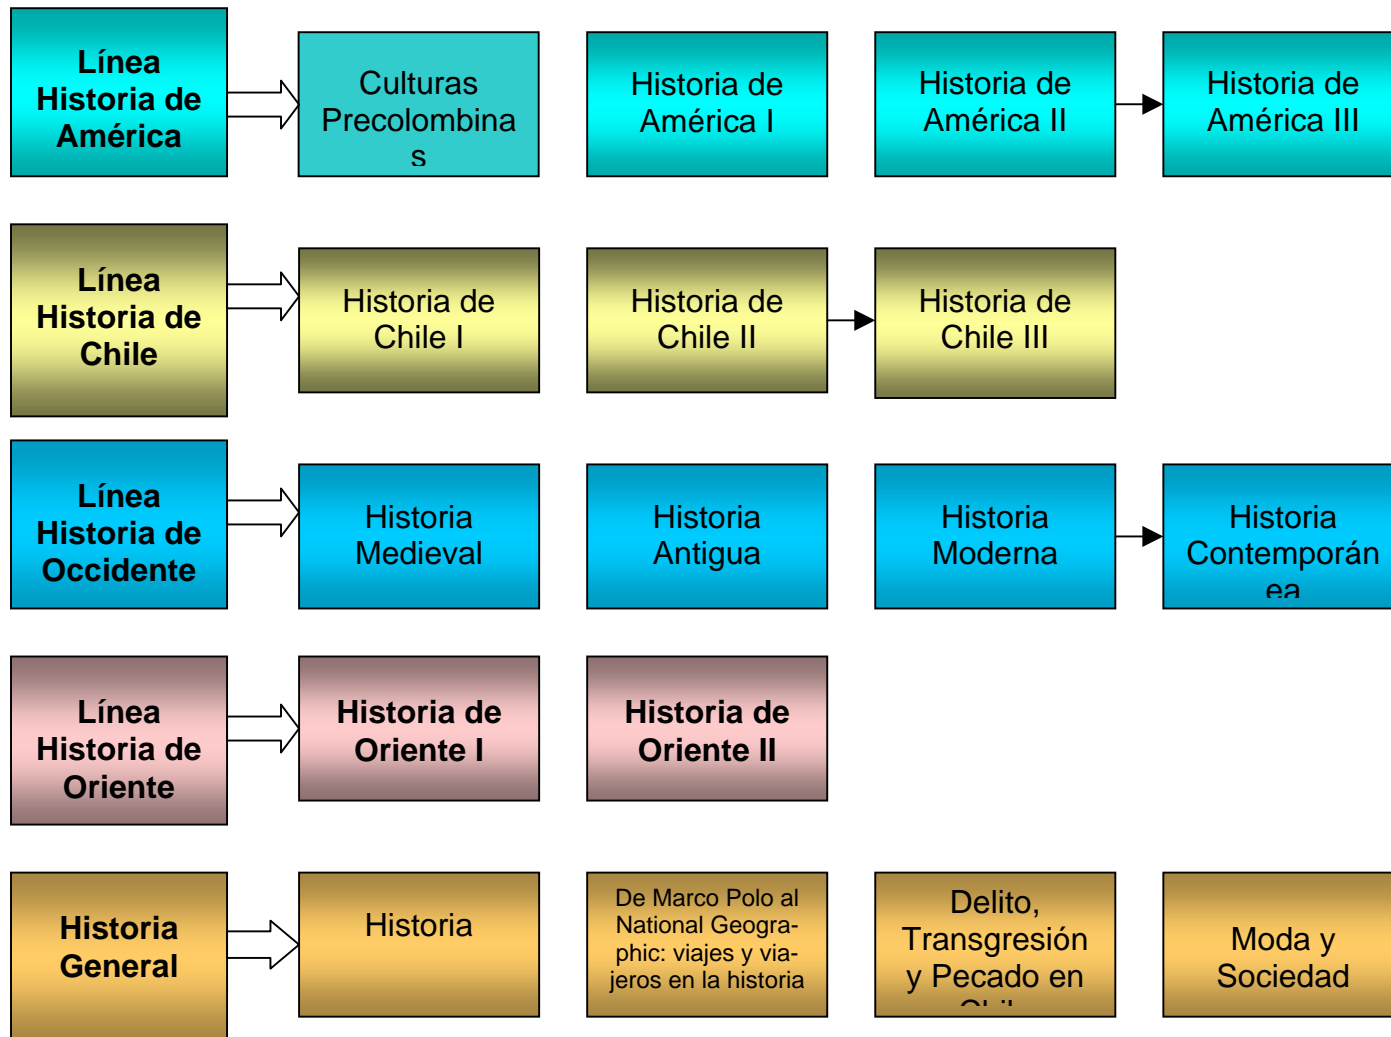 Línea
Historia de
América
Culturas
Precolombina
s
Historia de
América I
Historia de
América II
Historia de
América III
Línea
Historia de
Chile
Historia de
Chile I
Historia de
Chile II
Historia de
Chile III
Línea
Historia de
Occidente
Historia
Medieval
Historia
Antigua
Historia
Moderna
Historia
Contemporán
ea
Línea
Historia de
Oriente
Historia de
Oriente I
Historia de
Oriente II
Historia
General
Historia
De Marco Polo al
National Geogra-
phic: viajes y via-
jeros en la historia
Delito,
Transgresión
y Pecado en
Moda y
Sociedad